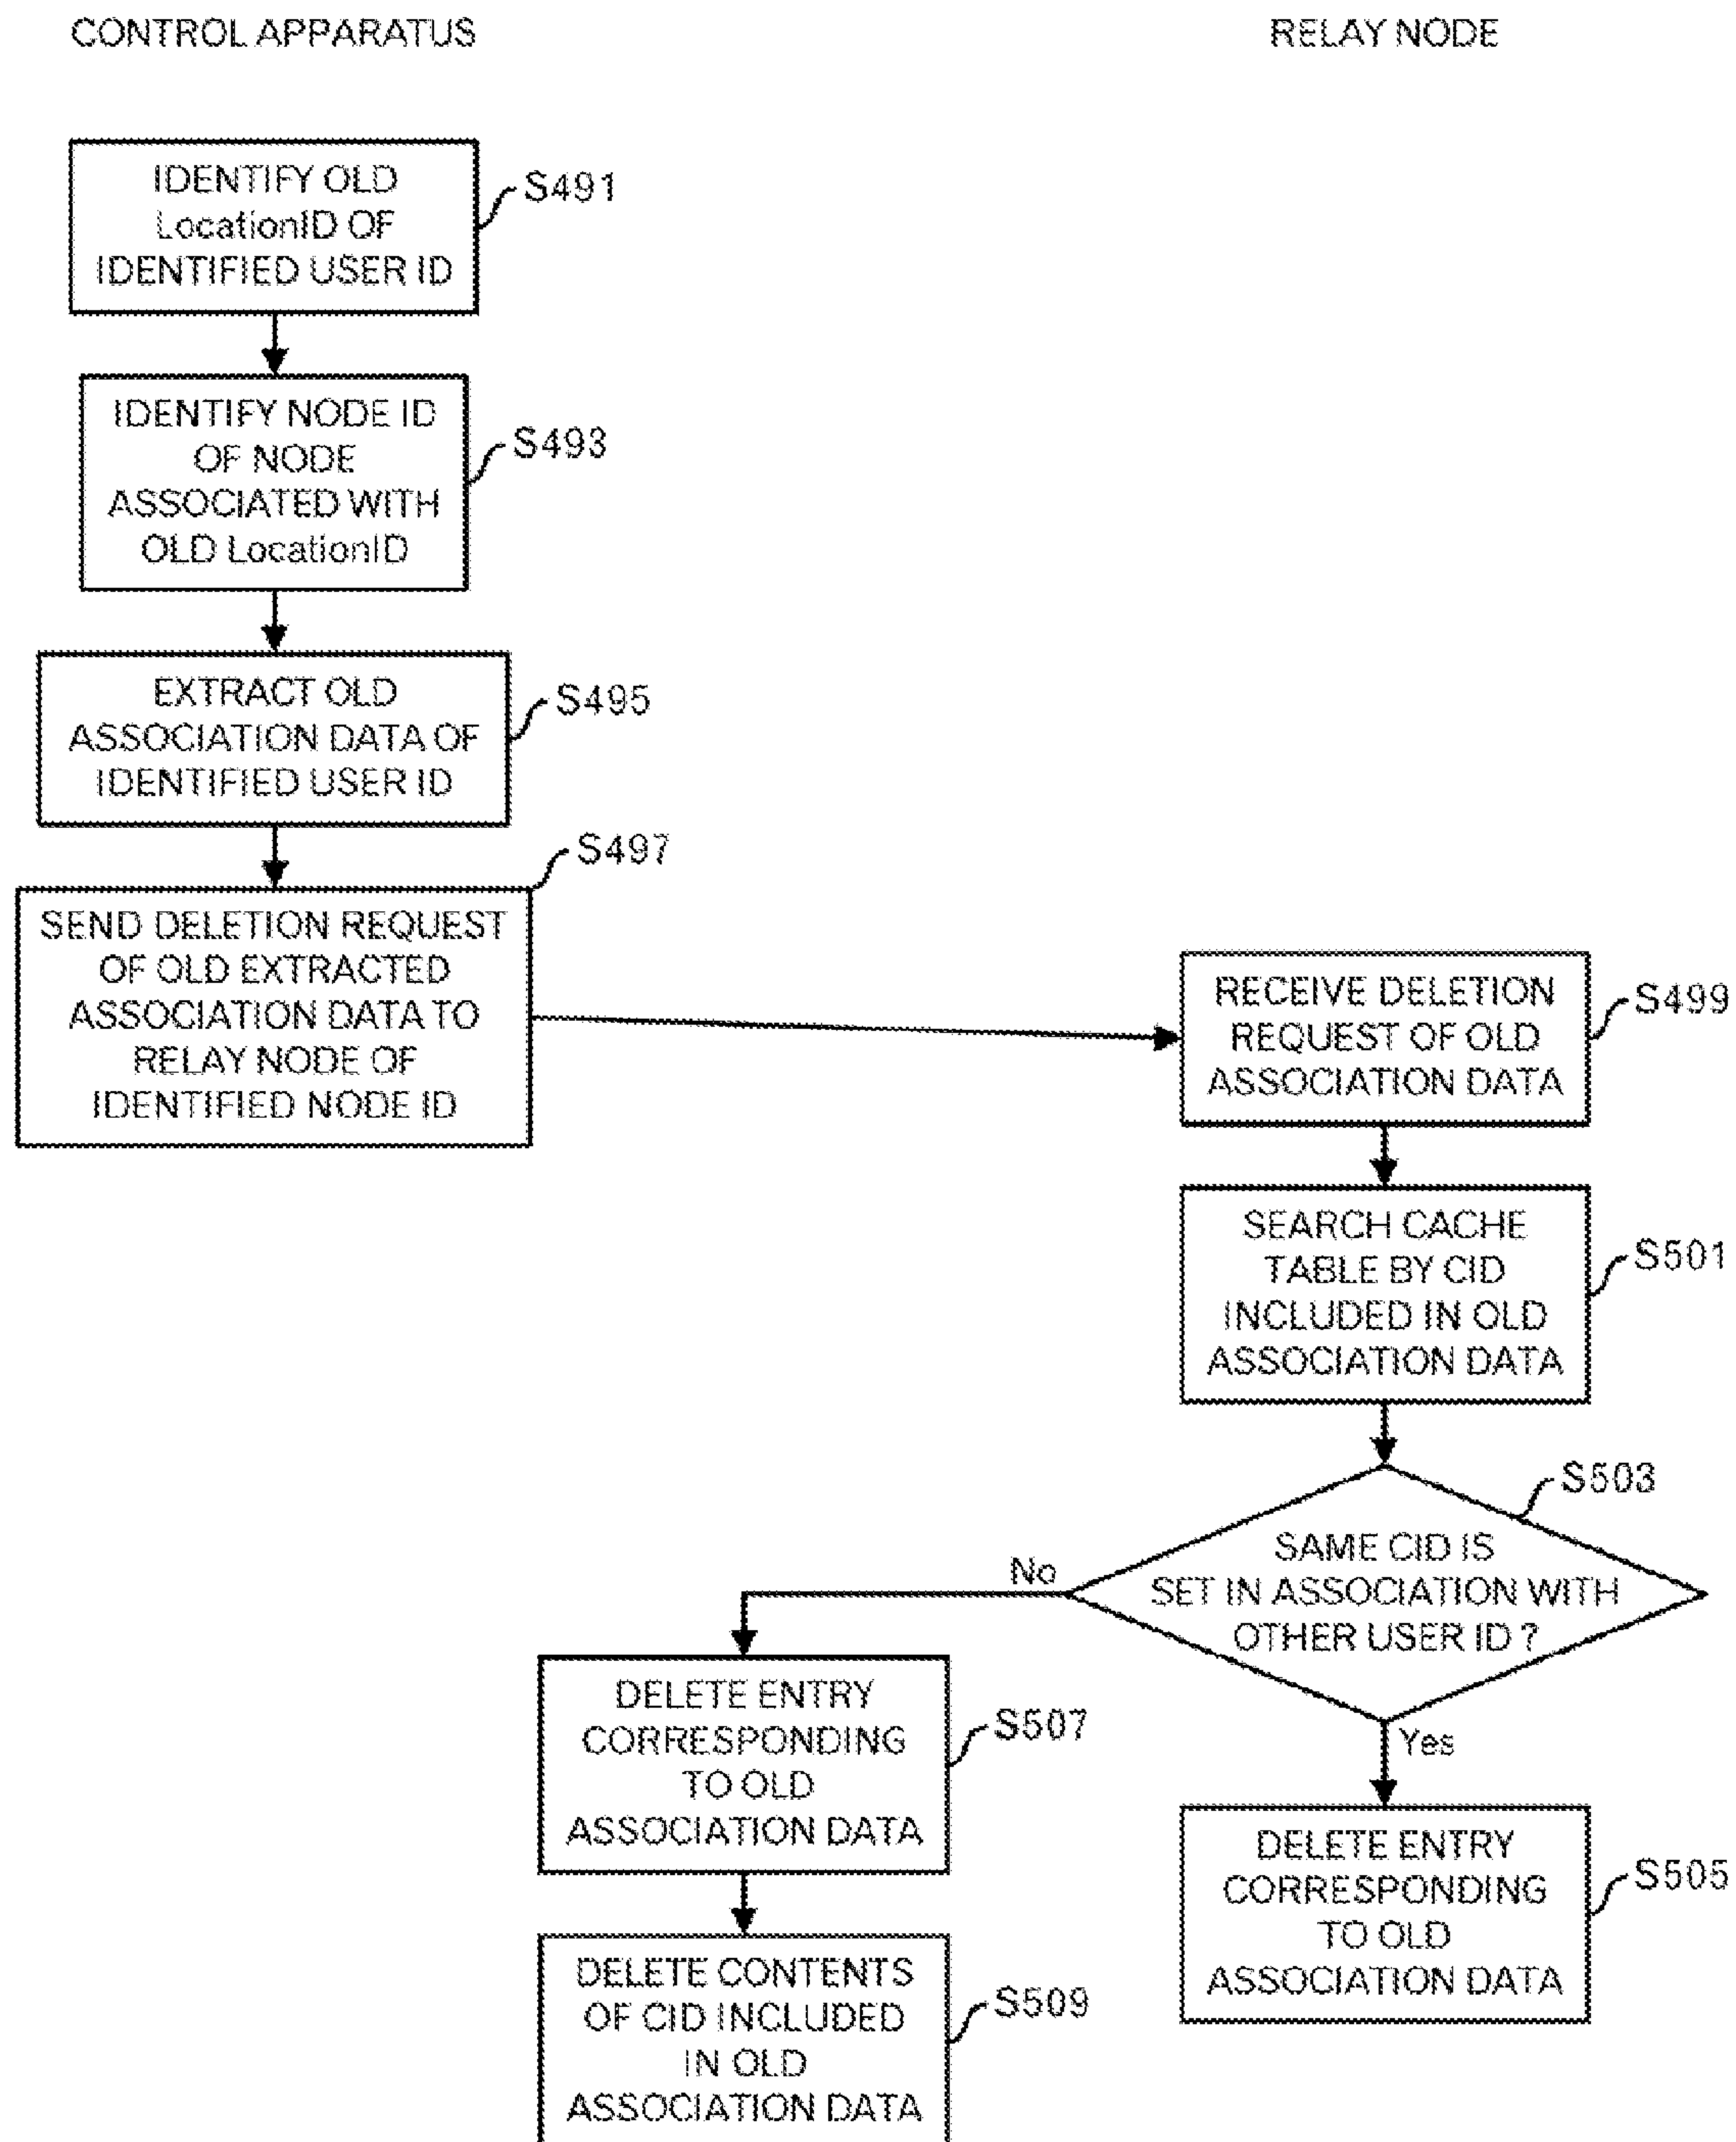 CONTROL APPARATUS
RELAY NODE
IDENTIFY OLD
LocationID OF
IDENTIFIED USER ID
S491
IDENTIFY NODE ID
OF NODE
ASSOCIATED WITH
OLD LocationID
S493
EXTRACT OLD
ASSOCIATION DATA OF
IDENTIFIED USER ID
S495
SEND DELETION REQUEST
OF OLD EXTRACTED
ASSOCIATION DATA TO
RELAY NODE OF
IDENTIFIED NODE ID
S497
RECEIVE DELETION
REQUEST OF OLD
ASSOCIATION DATA
S499
SEARCH CACHE
TABLE BY CID
INCLUDED IN OLD
ASSOCIATION DATA
S501
SAME CID IS
SET IN ASSOCIATION WITH
OTHER USER ID ?
S503
No
Yes
DELETE ENTRY
CORRESPONDING
TO OLD
ASSOCIATION DATA
S507
DELETE ENTRY
CORRESPONDING
TO OLD
ASSOCIATION DATA
S505
DELETE CONTENTS
OF CID INCLUDED
IN OLD
ASSOCIATION DATA
S509